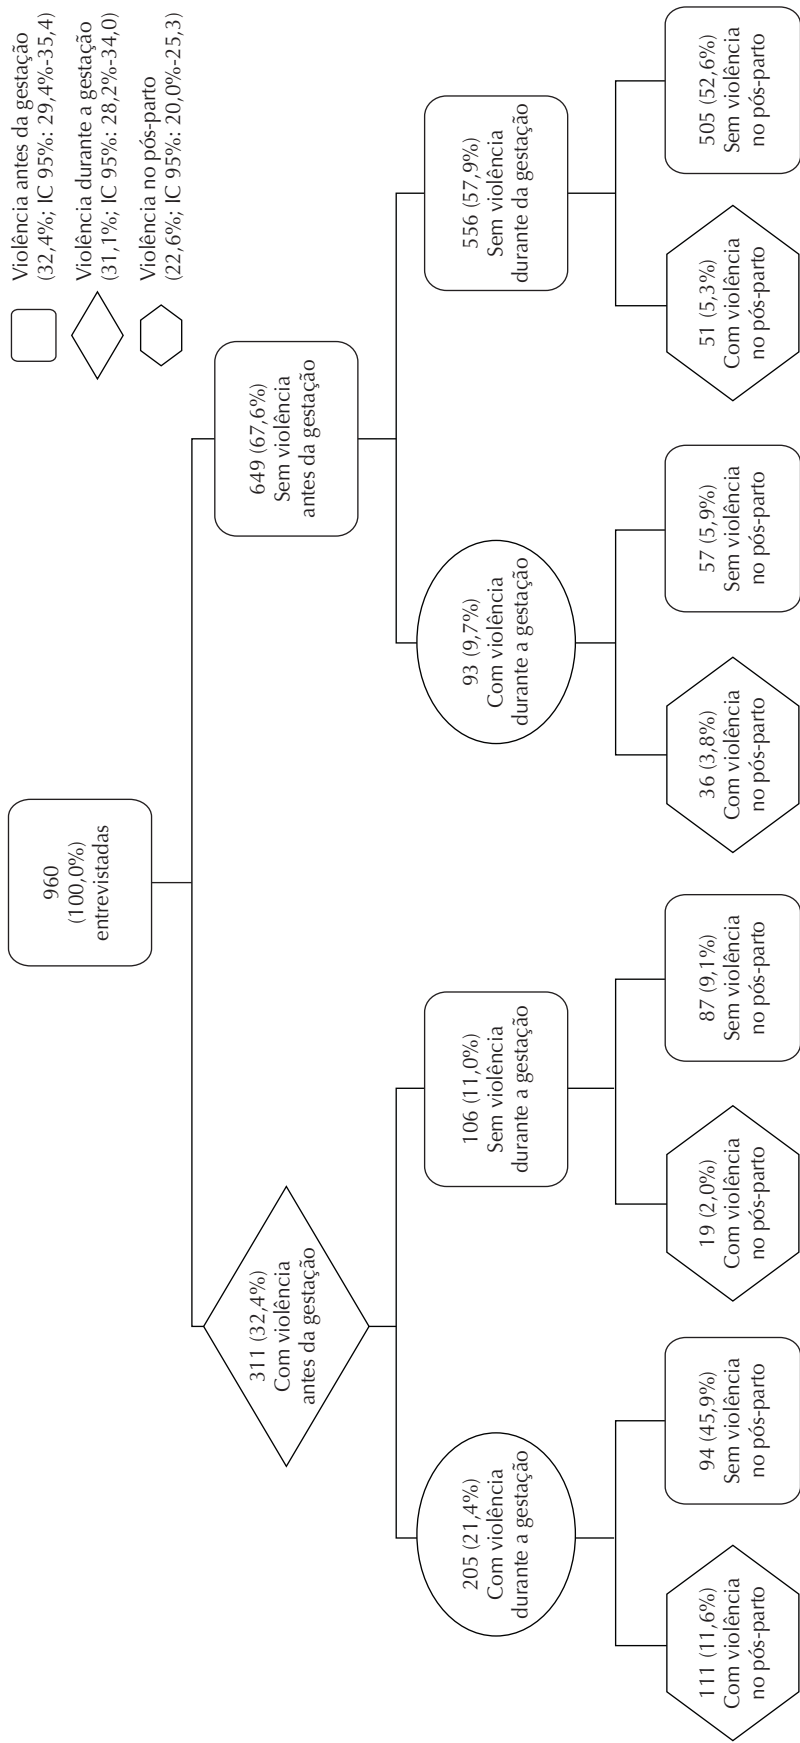 Violência antes da gestação
(32,4%; IC 95%: 29,4%-35,4)
Violência durante a gestação
(31,1%; IC 95%: 28,2%-34,0)
Violência no pós-parto
(22,6%; IC 95%: 20,0%-25,3)
960
(100,0%)
entrevistadas
311 (32,4%)
Com violência
antes da gestação
649 (67,6%)
Sem violência
antes da gestação
205 (21,4%)
Com violência
durante a gestação
106 (11,0%)
Sem violência
durante a gestação
93 (9,7%)
Com violência
durante a gestação
556 (57,9%)
Sem violência
durante da gestação
111 (11,6%)
Com violência
no pós-parto
94 (45,9%)
Sem violência
no pós-parto
19 (2,0%)
Com violência
no pós-parto
87 (9,1%)
Sem violência
no pós-parto
36 (3,8%)
Com violência
no pós-parto
57 (5,9%)
Sem violência
no pós-parto
51 (5,3%)
Com violência
no pós-parto
505 (52,6%)
Sem violência
no pós-parto